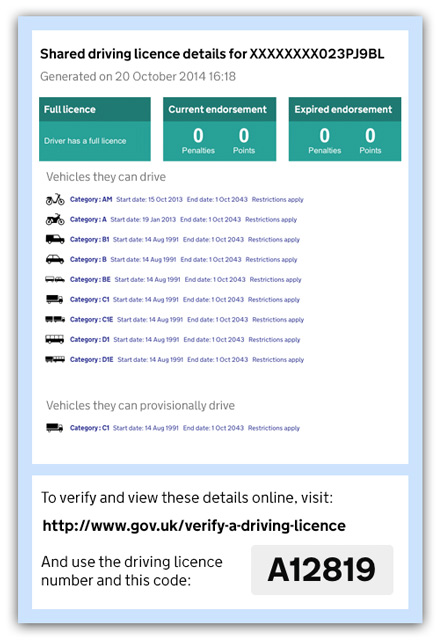 Shared driving licence details for XXXXXXXX023PJ9BL
Generated on 20 October 2014 16:18
Full licence
Driver has a full licence
Current endorsement
0 0
Penalties Points
Expired endorsement
0 0
Penalties Points
Vehicles they can drive
Category: AM Start date: 15 Oct 2013 End date: 1 Oct 2043 Restrictions apply
Category: A Start date: 19 Jan 2013 End date: 1 Oct 2043 Restrictions apply
Category: B1 Start date: 14 Aug 1991 End date: 1 Oct 2043 Restrictions apply
Category: B Start date: 14 Aug 1991 End date: 1 Oct 2043 Restrictions apply
Category: BE Start date: 14 Aug 1991 End date: 1 Oct 2043 Restrictions apply
Category: C1 Start date: 14 Aug 1991 End date: 1 Oct 2043 Restrictions apply
Category: C1E Start date: 14 Aug 1991 End date: 1 Oct 2043 Restrictions apply
Category: D1 Start date: 14 Aug 1991 End date: 1 Oct 2043 Restrictions apply
Category: D1E Start date: 14 Aug 1991 End date: 1 Oct 2043 Restrictions apply
Vehicles they can provisionally drive
Category: C1 Start date: 14 Aug 1991 End date: 1 Oct 2043 Restrictions apply
To verify and view these details online, visit:
http://www.gov.uk/verify-a-driving-licence
And use the driving licence
number and this code:
A12819